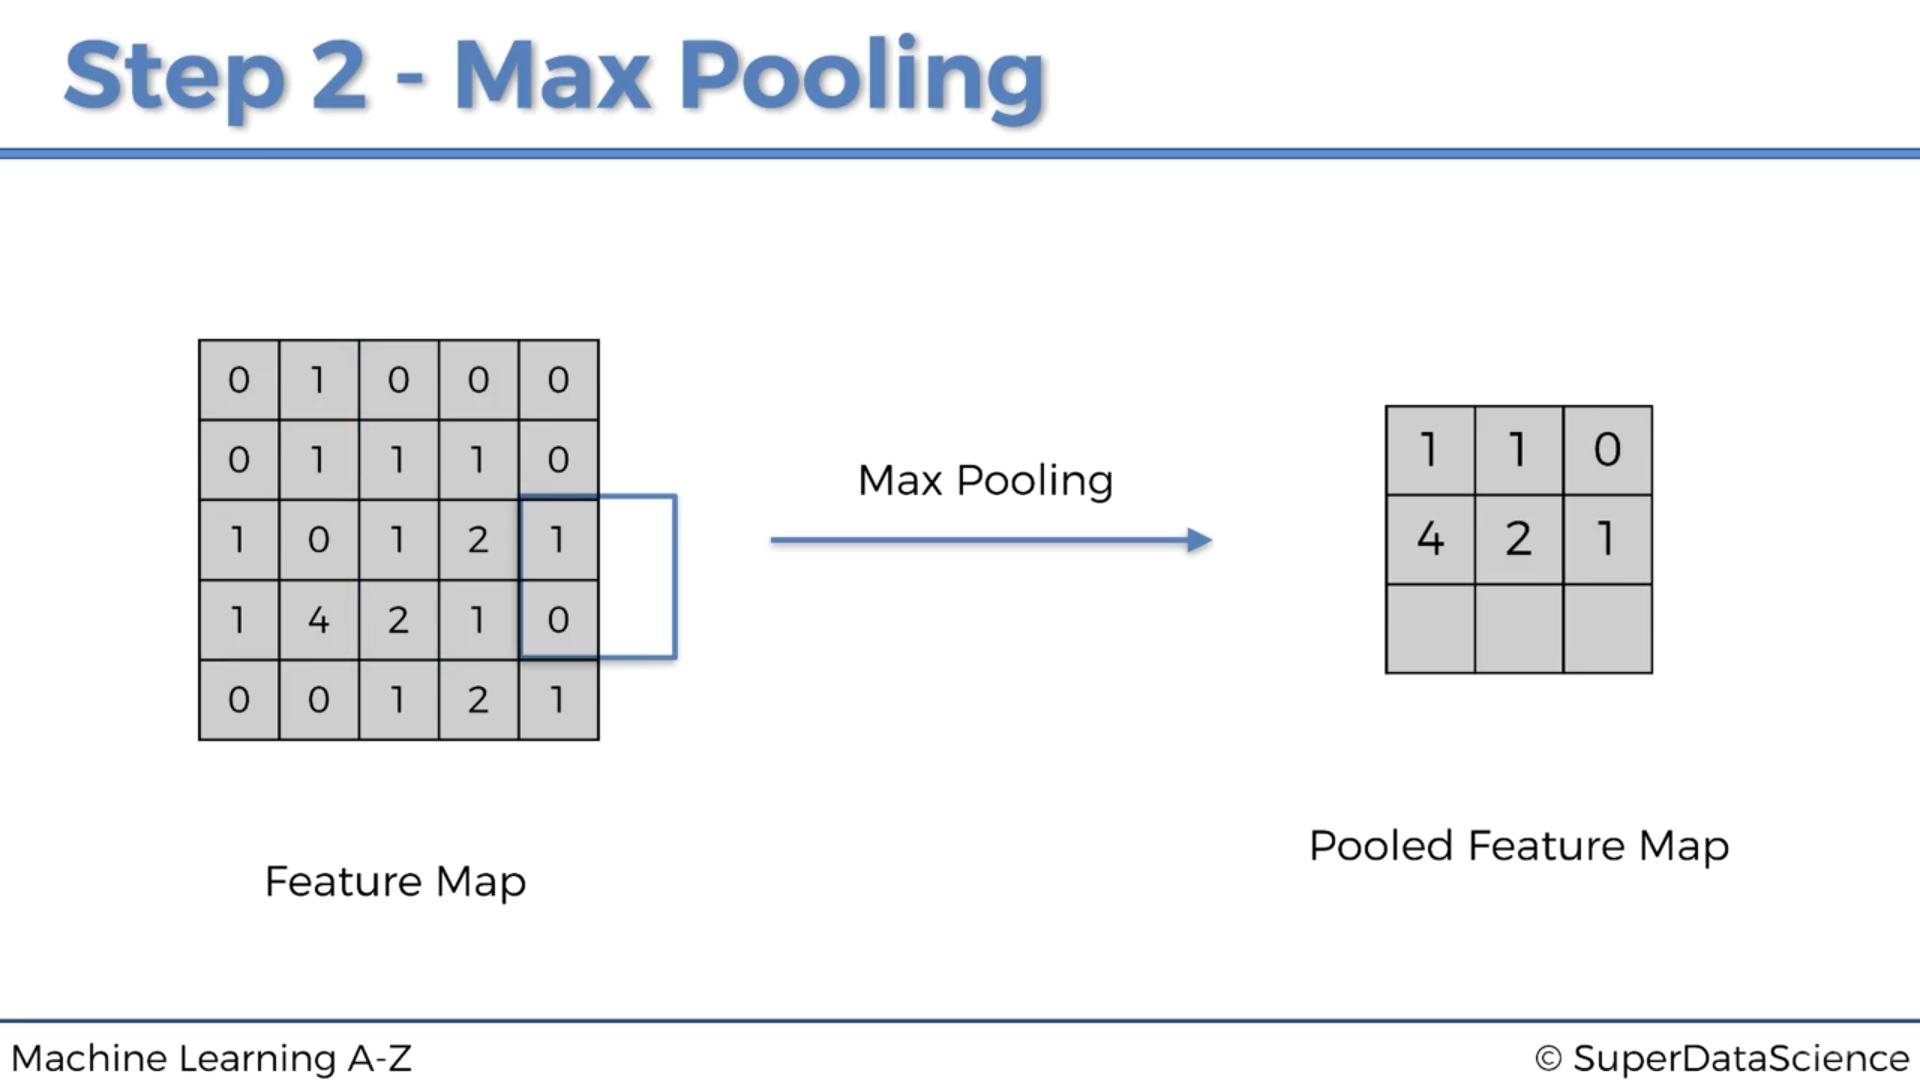 Step 2 - Max Pooling
0 1 0 0 0
0 1 1 1 0
1 0 1 2 1
1 4 2 1 0
0 0 1 2 1
Feature Map
Max Pooling
1 1 0
4 2 1
Pooled Feature Map
Machine Learning A-Z
© SuperDataScience